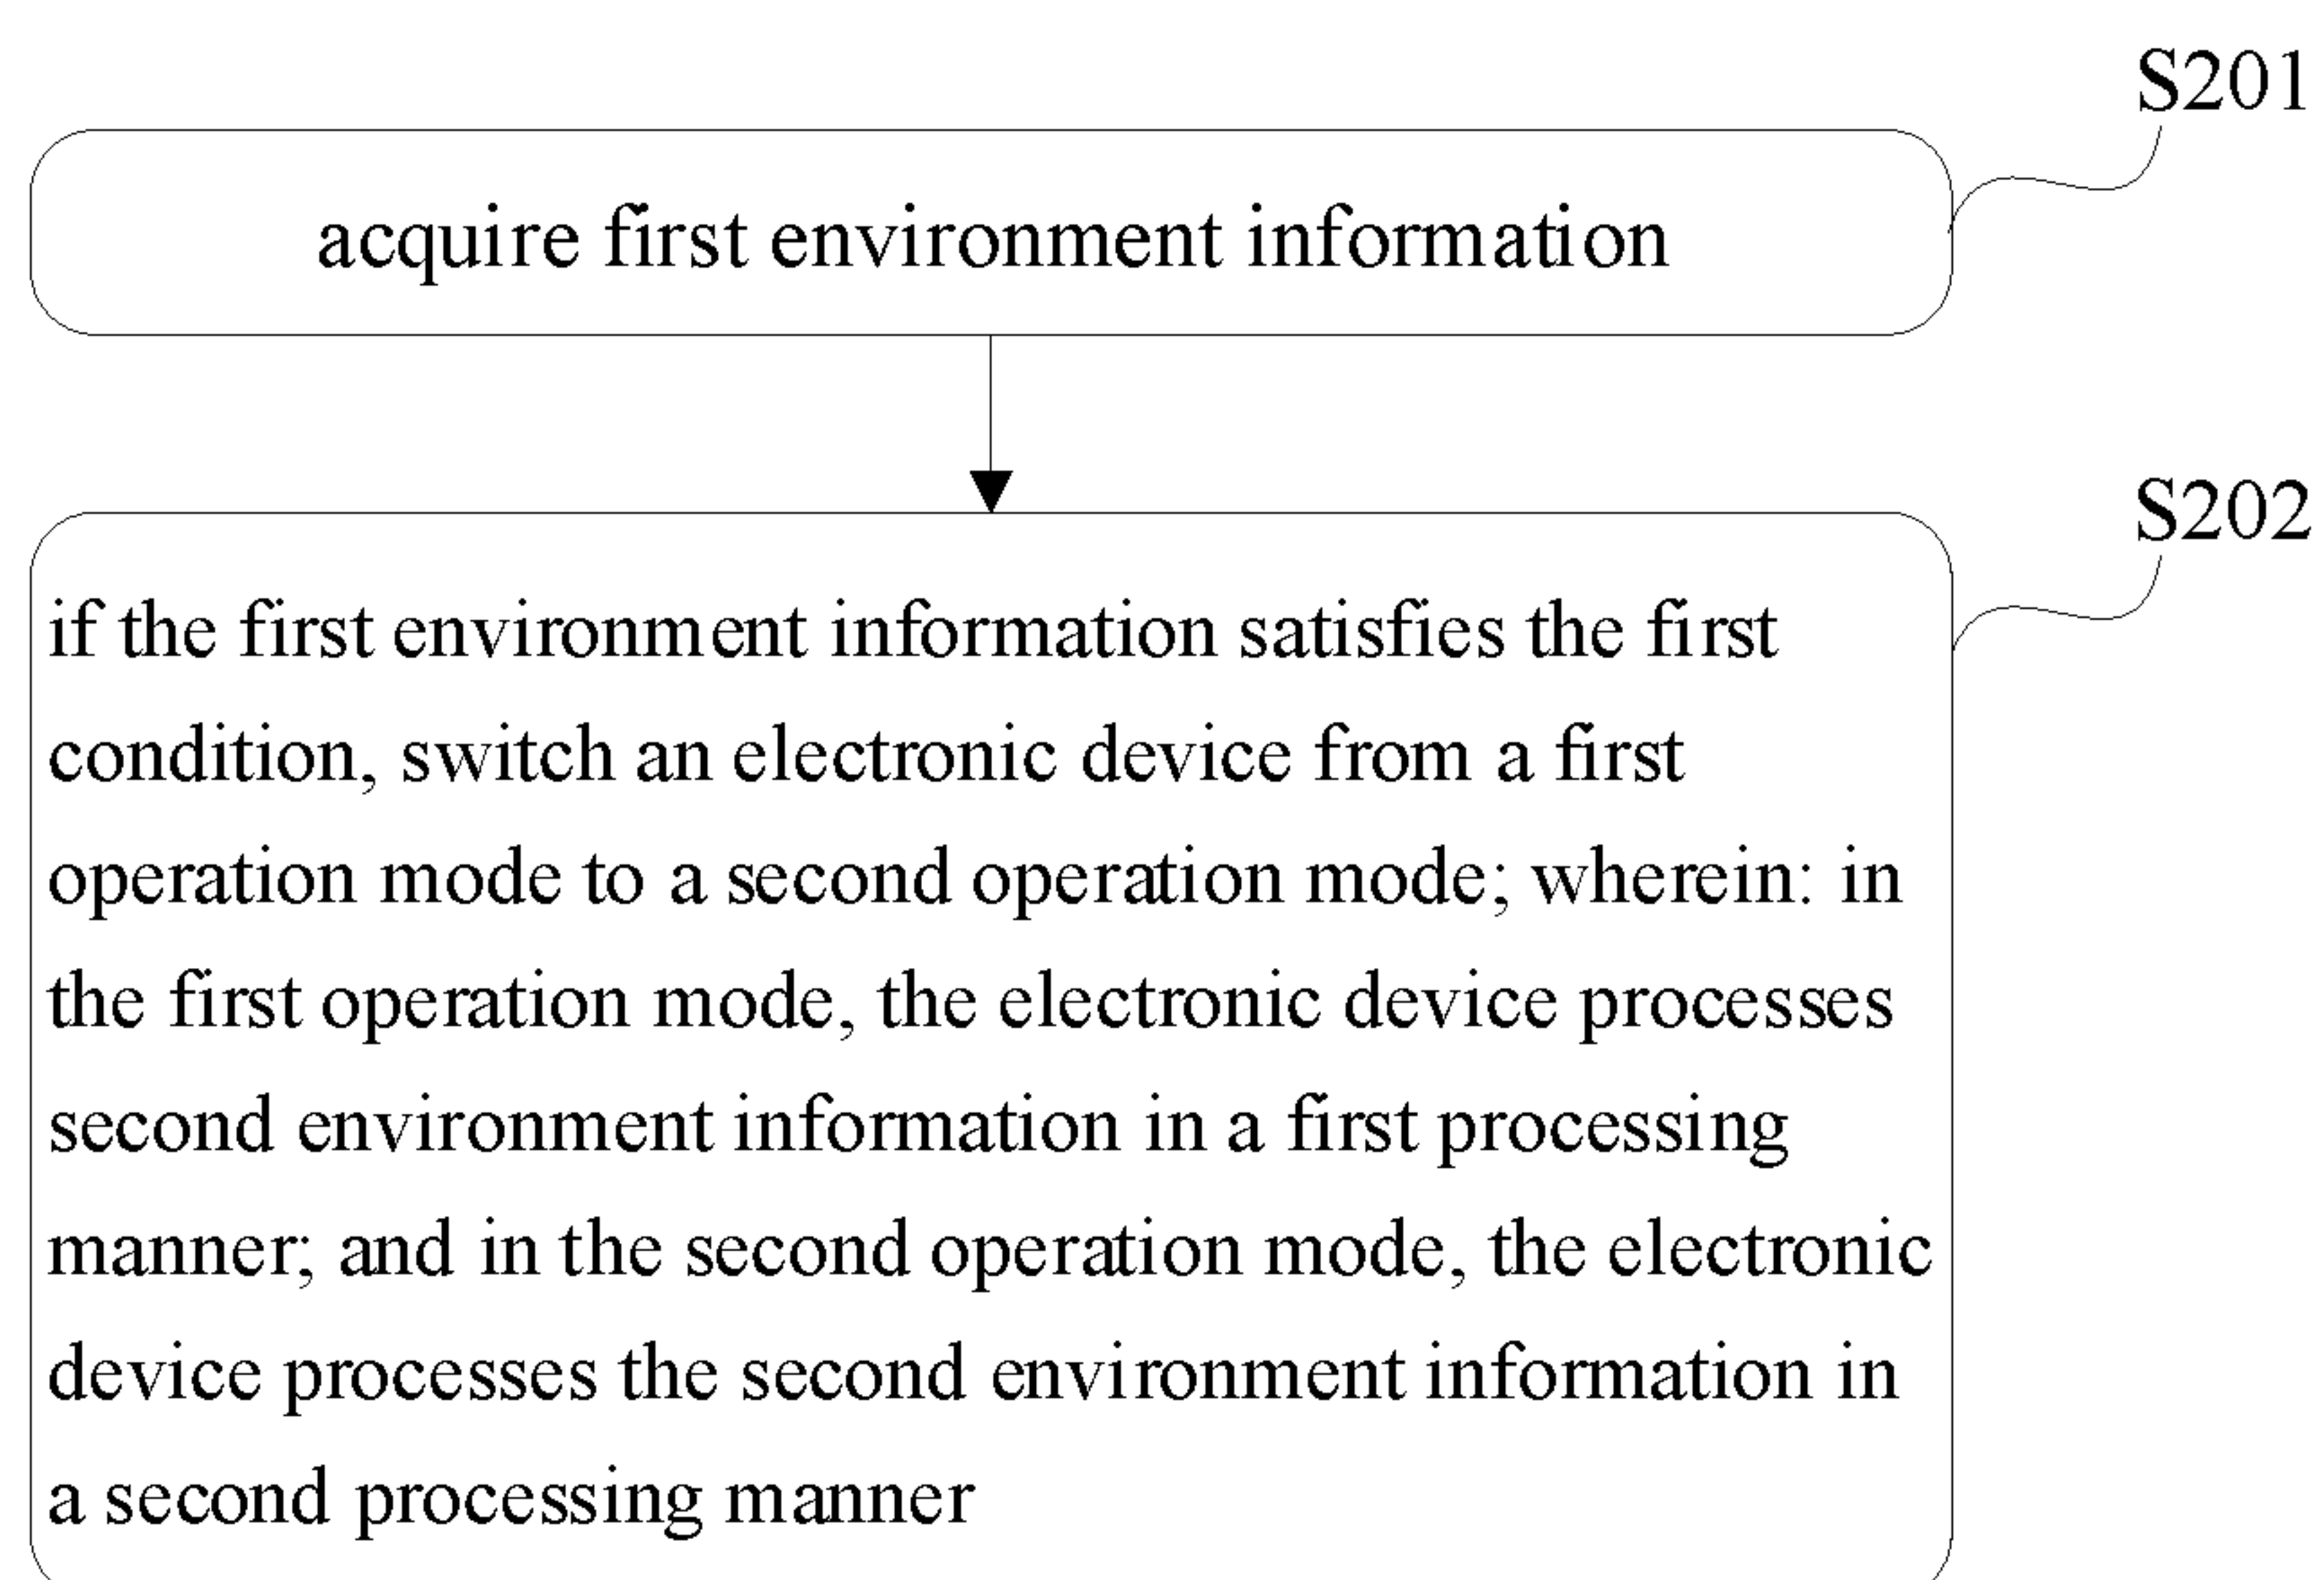 S201
acquire first environment information
S202
if the first environment information satisfies the first
condition, switch an electronic device from a first
operation mode to a second operation mode; wherein: in
the first operation mode, the electronic device processes
second environment information in a first processing
manner; and in the second operation mode, the electronic
device processes the second environment information in
a second processing manner